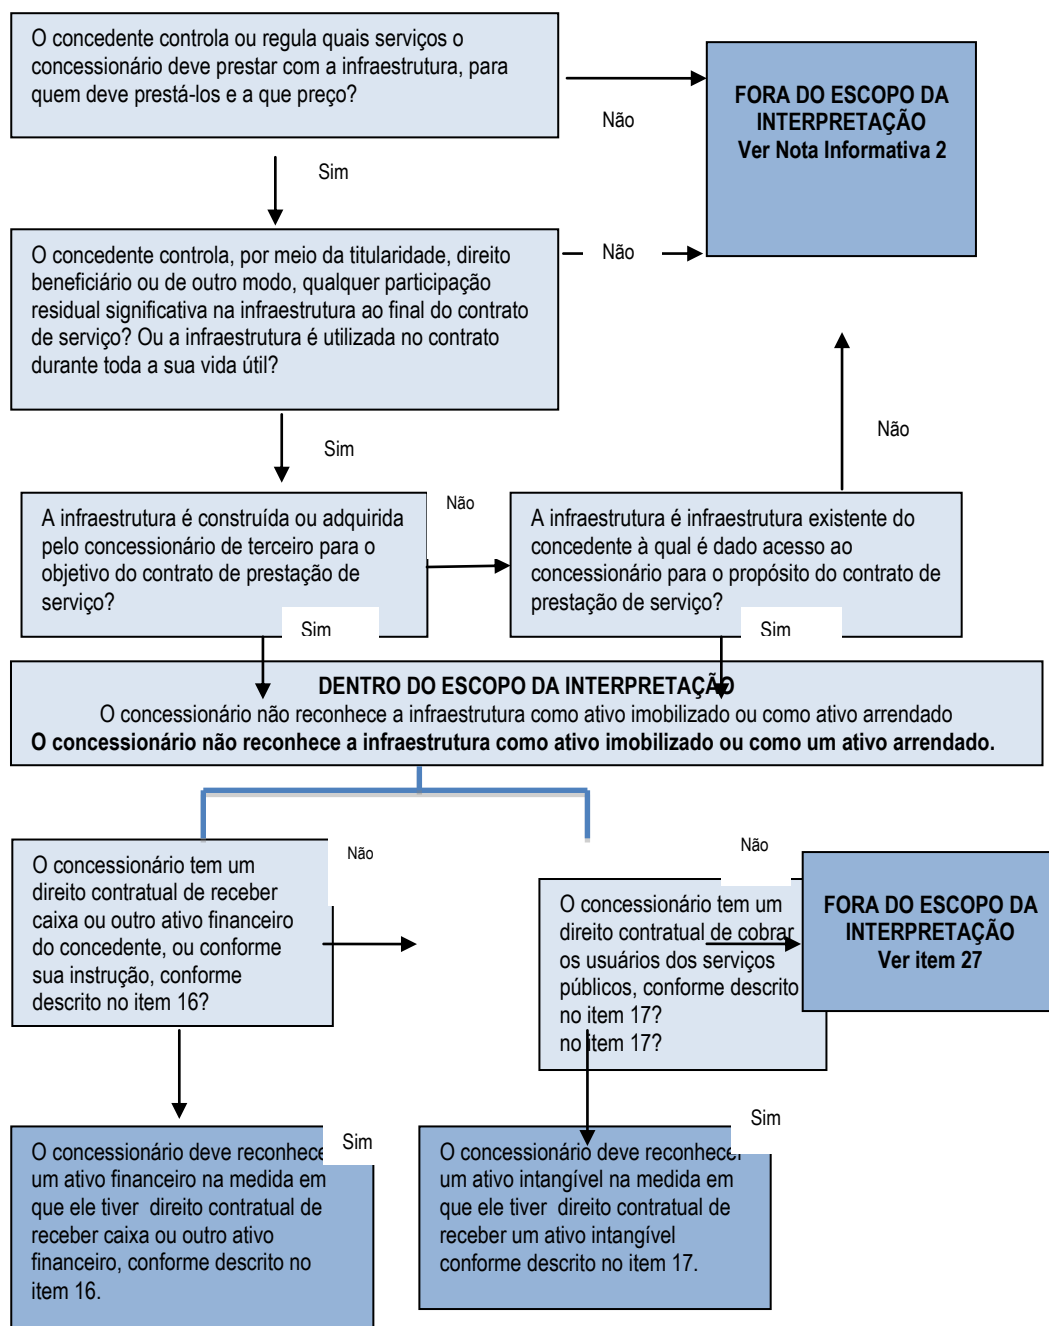 O concedente controla ou regula quais serviços o
concessionário deve prestar com a infraestrutura, para
quem deve prestá-los e a que preço?
Não
FORA DO ESCOPO DA
INTERPRETAÇÃO
Ver Nota Informativa 2
Sim
O concedente controla, por meio da titularidade, direito
beneficiário ou de outro modo, qualquer participação
residual significativa na infraestrutura ao final do contrato
de serviço? Ou a infraestrutura é utilizada no contrato
durante toda a sua vida útil?
Não
Sim
Não
A infraestrutura é construída ou adquirida
pelo concessionário de terceiro para o
objetivo do contrato de prestação de
serviço?
Não
A infraestrutura é infraestrutura existente do
concedente à qual é dado acesso ao
concessionário para o propósito do contrato de
prestação de serviço?
Sim
Sim
DENTRO DO ESCOPO DA INTERPRETAÇÃO
O concessionário não reconhece a infraestrutura como ativo imobilizado ou como ativo arrendado
O concessionário não reconhece a infraestrutura como ativo imobilizado ou como um ativo arrendado.
O concessionário tem um
direito contratual de receber
caixa ou outro ativo financeiro
do concedente, ou conforme
sua instrução, conforme
descrito no item 16?
Não
O concessionário tem um
direito contratual de cobrar
os usuários dos serviços
públicos, conforme descrito
no item 17?
no item 17?
Não
FORA DO ESCOPO DA
INTERPRETAÇÃO
Ver item 27
Sim
Sim
O concessionário deve reconhecer
um ativo financeiro na medida em
que ele tiver direito contratual de
receber caixa ou outro ativo
financeiro, conforme descrito no
item 16.
O concessionário deve reconhecer
um ativo intangível na medida em
que ele tiver direito contratual de
receber um ativo intangível
conforme descrito no item 17.